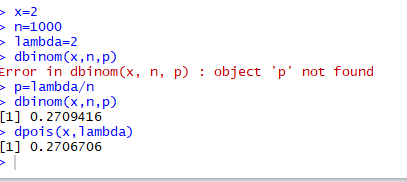 > x=2
> n=1000
> lambda=2
> dbinom(x,n,p)
Error in dbinom(x, n, p) : object 'p' not found
> p=lambda/n
> dbinom(x,n,p)
[1] 0.2709416
> dpois(x,lambda)
[1] 0.2706706
>